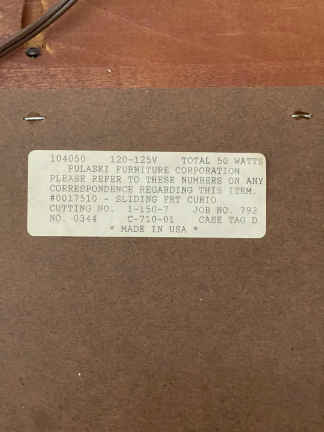 104050 120-125V TOTAL 50 WATTS
PULASKI FURNITURE CORPORATION
PLEASE REFER TO THESE NUMBERS ON ANY
CORRESPONDENCE REGARDING THIS ITEM.
#0017510 - SLIDING FRT CURIO
CUTTING NO. 1-150-7 JOB NO. 792
NO. 0344 C-710-01 CASE TAG D
* MADE IN USA *